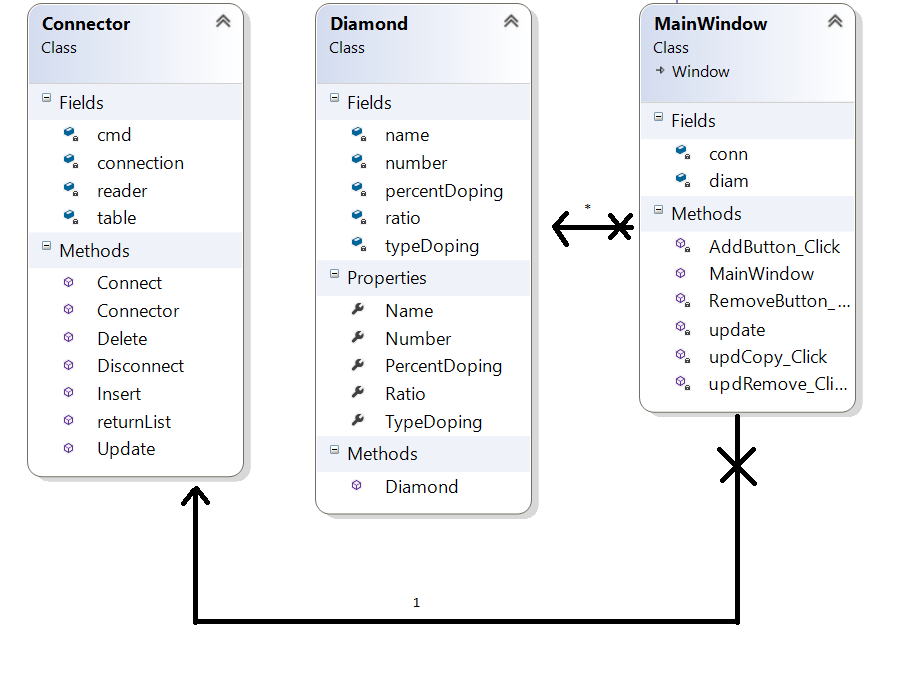 Connector
Class
Fields
cmd
connection
reader
table
Methods
Connect
Connector
Delete
Disconnect
Insert
returnList
Update
Diamond
Class
Fields
name
number
percentDoping
ratio
typeDoping
Properties
Name
Number
PercentDoping
Ratio
TypeDoping
Methods
Diamond
*
MainWindow
Class
Window
Fields
conn
diam
Methods
AddButton_Click
MainWindow
RemoveButton_...
update
updCopy_Click
updRemove_Cli...
1